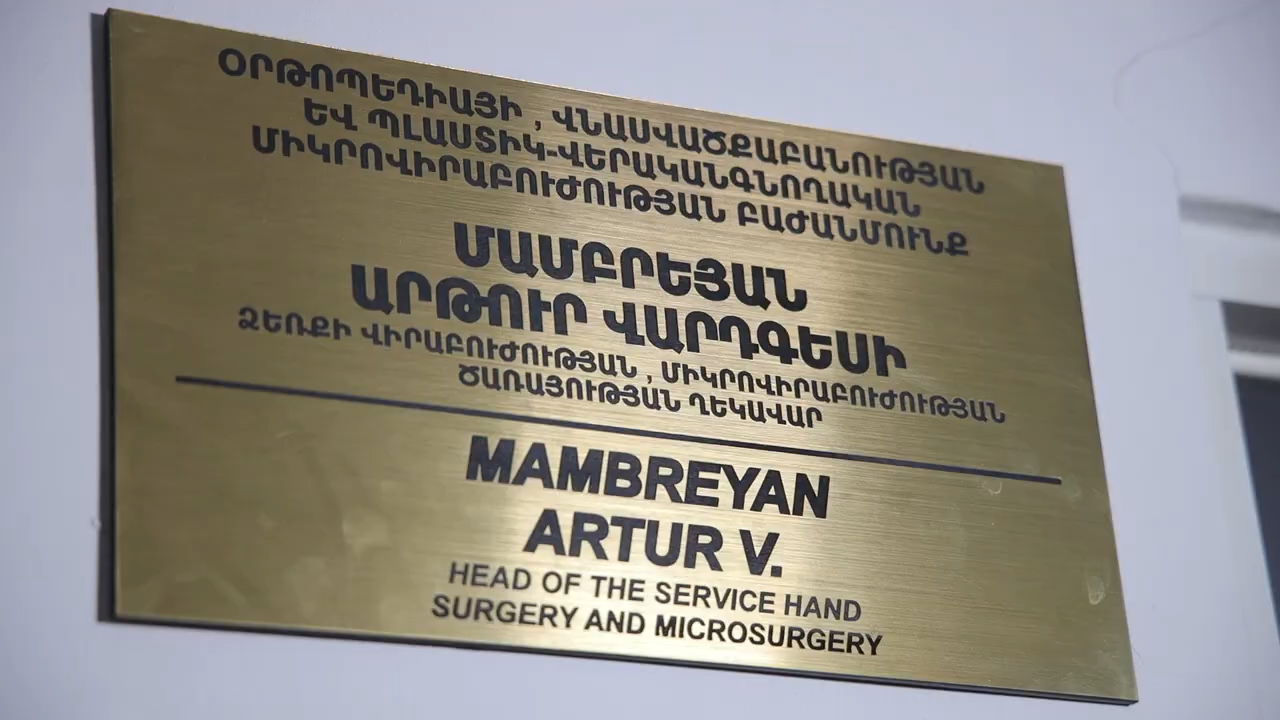 ՕՐԹՈՊԵԴԻԱՅԻ , ՎՆԱՍՎԱԾՔԱԲԱՆՈՒԹՅԱՆ
ԵՎ ՊԼԱՍՏԻԿ-ՎԵՐԱԿԱՆԳՆՈՂԱԿԱՆ
ՄԻԿՐՈՎԻՐԱԲՈՒԺՈՒԹՅԱՆ ԲԱԺԱՆՄՈՒՆՔ
ՄԱՄԲՐԵՅԱՆ
ԱՐԹՈՒՐ ՎԱՐԴԳԵՍԻ
ՁԵՌՔԻ ՎԻՐԱԲՈՒԺՈՒԹՅԱՆ , ՄԻԿՐՈՎԻՐԱԲՈՒԺՈՒԹՅԱՆ
ԾԱՌԱՅՈՒԹՅԱՆ ՂԵԿԱՎԱՐ
MAMBREYAN
ARTUR V.
HEAD OF THE SERVICE HAND
SURGERY AND MICROSURGERY